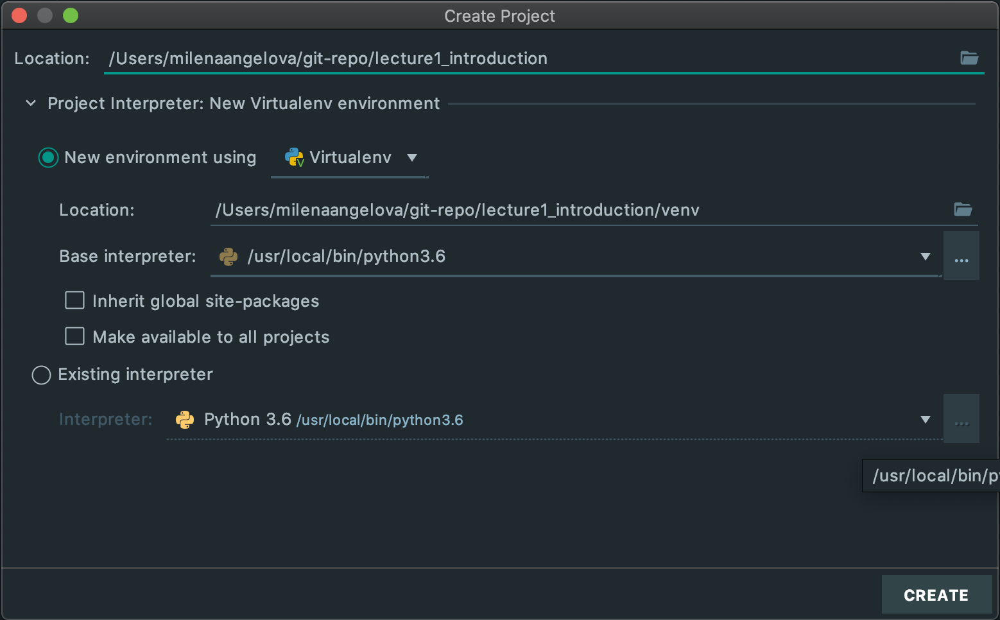 Create Project
Location: /Users/milenaangelova/git-repo/lecture1_introduction
Project Interpreter: New Virtualenv environment
New environment using Virtualenv
Location: /Users/milenaangelova/git-repo/lecture1_introduction/venv
Base interpreter: /usr/local/bin/python3.6 ...
Inherit global site-packages
Make available to all projects
Existing interpreter
Interpreter: Python 3.6 /usr/local/bin/python3.6 ...
/usr/local/bin/py
CREATE